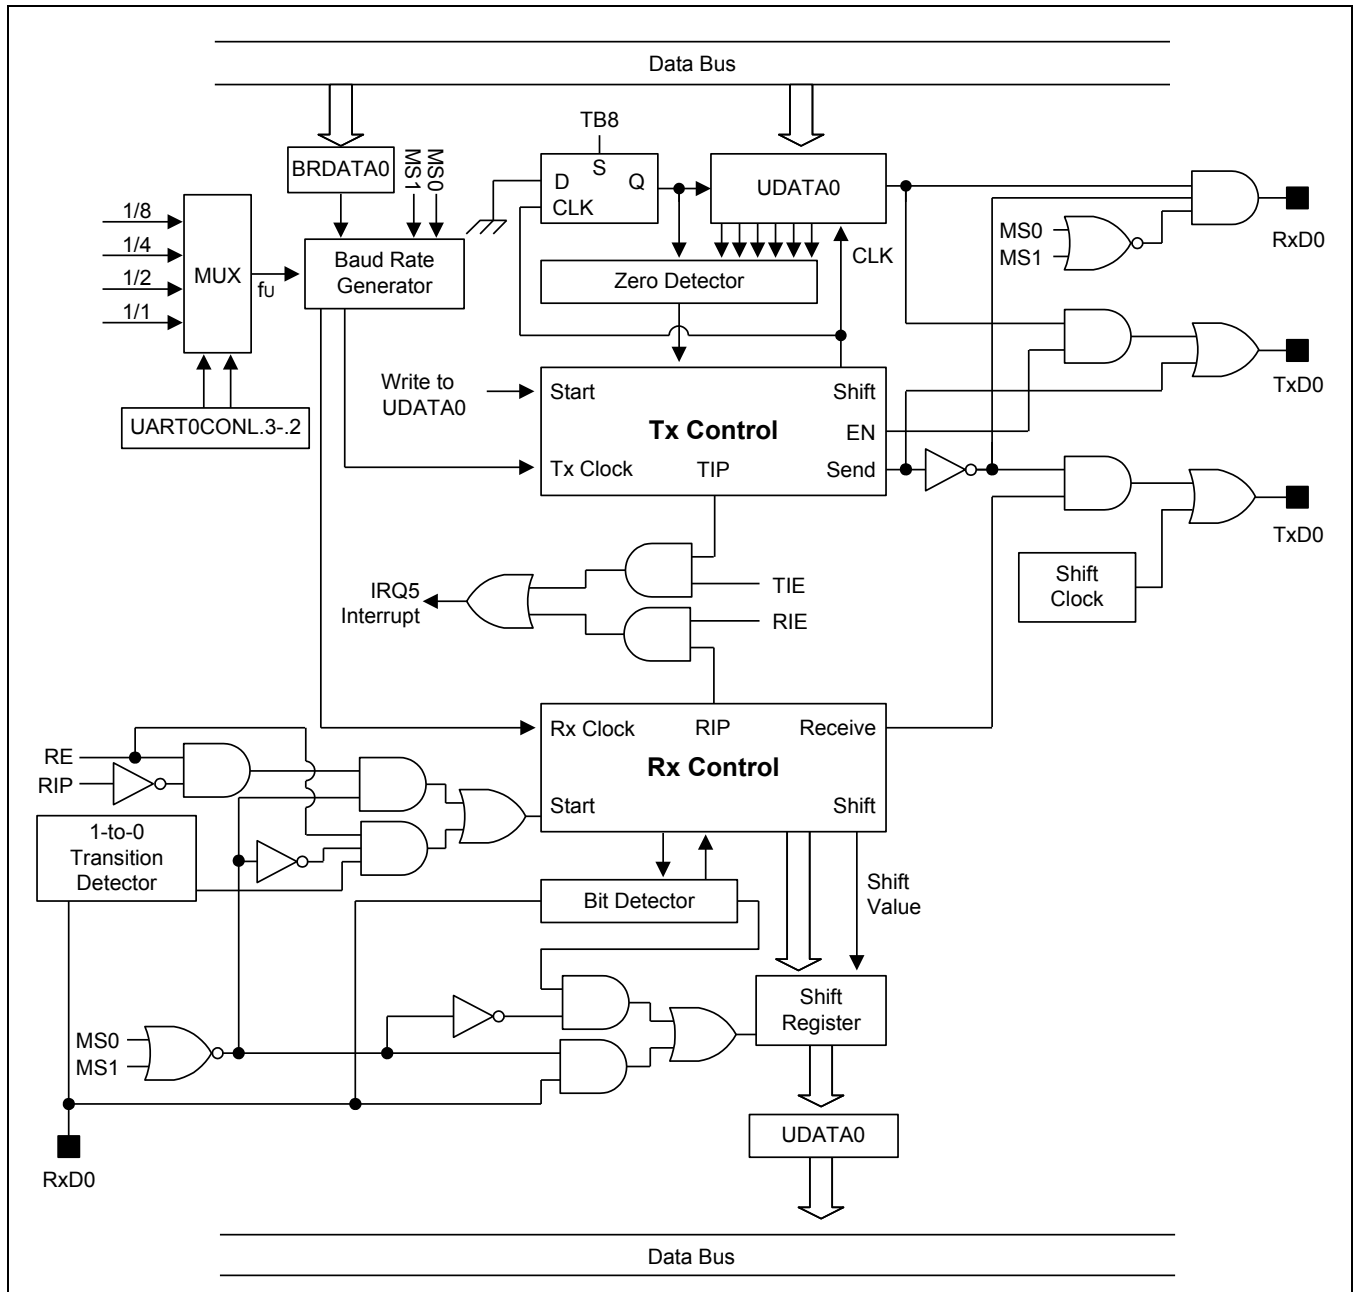 Data Bus
TB8
BRDATA0
MS1
MS0
S
D
Q
CLK
UDATA0
1/8
1/4
1/2
1/1
MUX
fU
Baud Rate
Generator
CLK
Zero Detector
MS0
MS1
RxD0
UART0CONL.3-.2
Write to
UDATA0
Start
Shift
Tx Control
EN
Tx Clock
TIP
Send
TxD0
TxD0
Shift
Clock
IRQ5
Interrupt
TIE
RIE
RE
RIP
Rx Clock
RIP
Receive
Rx Control
Start
Shift
1-to-0
Transition
Detector
Bit Detector
Shift
Value
MS0
MS1
Shift
Register
UDATA0
RxD0
Data Bus